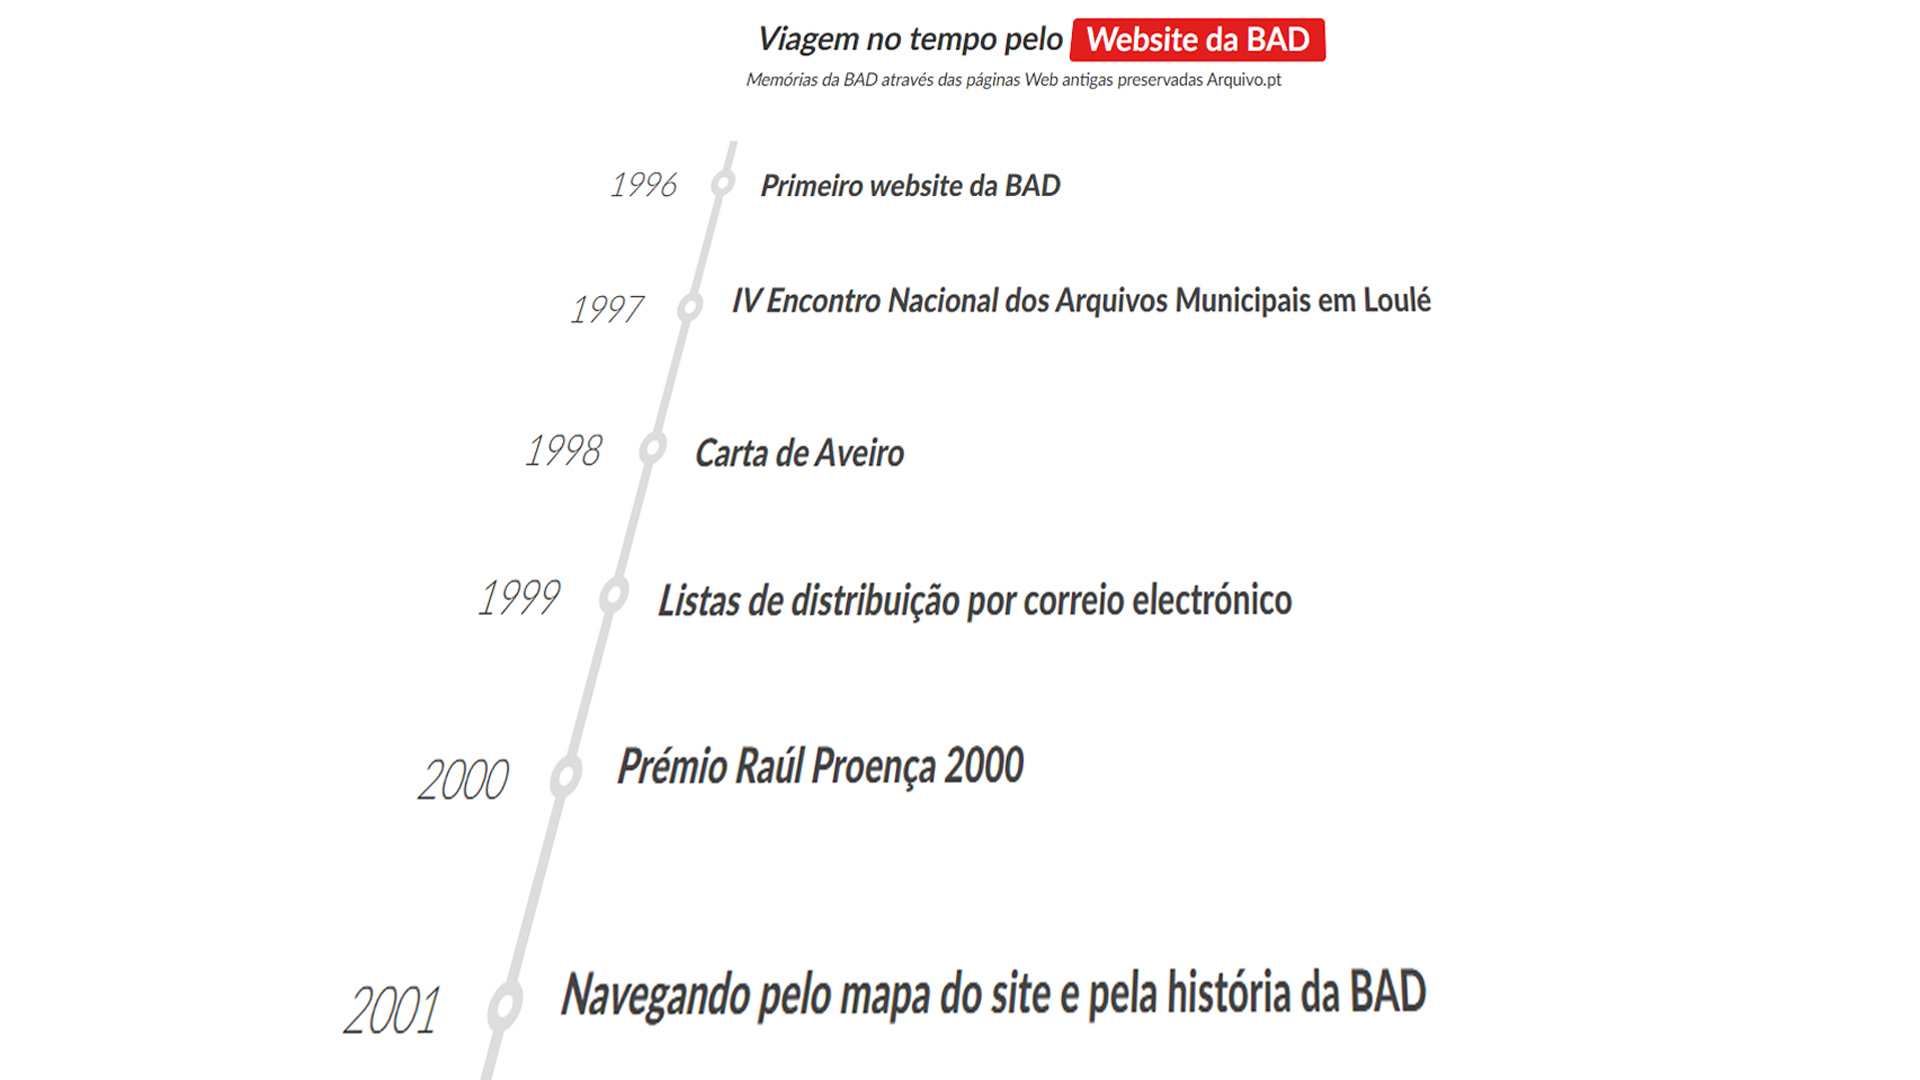 Viagem no tempo pelo Website da BAD
Memórias da BAD através das páginas Web antigas preservadas Arquivo.pt
1996 Primeiro website da BAD
1997 IV Encontro Nacional dos Arquivos Municipais em Loulé
1998 Carta de Aveiro
1999 Listas de distribuição por correio electrónico
2000 Prémio Raúl Proença 2000
2001 Navegando pelo mapa do site e pela história da BAD